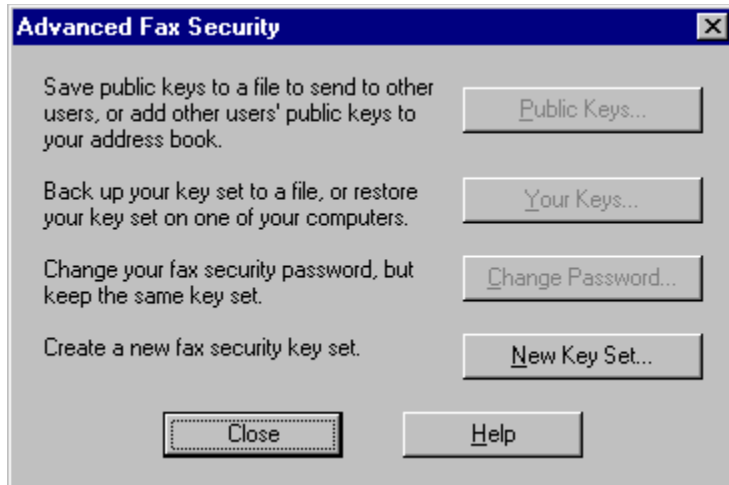 Advanced Fax Security
Save public keys to a file to send to other
users, or add other users' public keys to
your address book.
Public Keys...
Back up your key set to a file, or restore
your key set on one of your computers.
Your Keys...
Change your fax security password, but
keep the same key set.
Change Password...
Create a new fax security key set.
New Key Set...
Close
Help